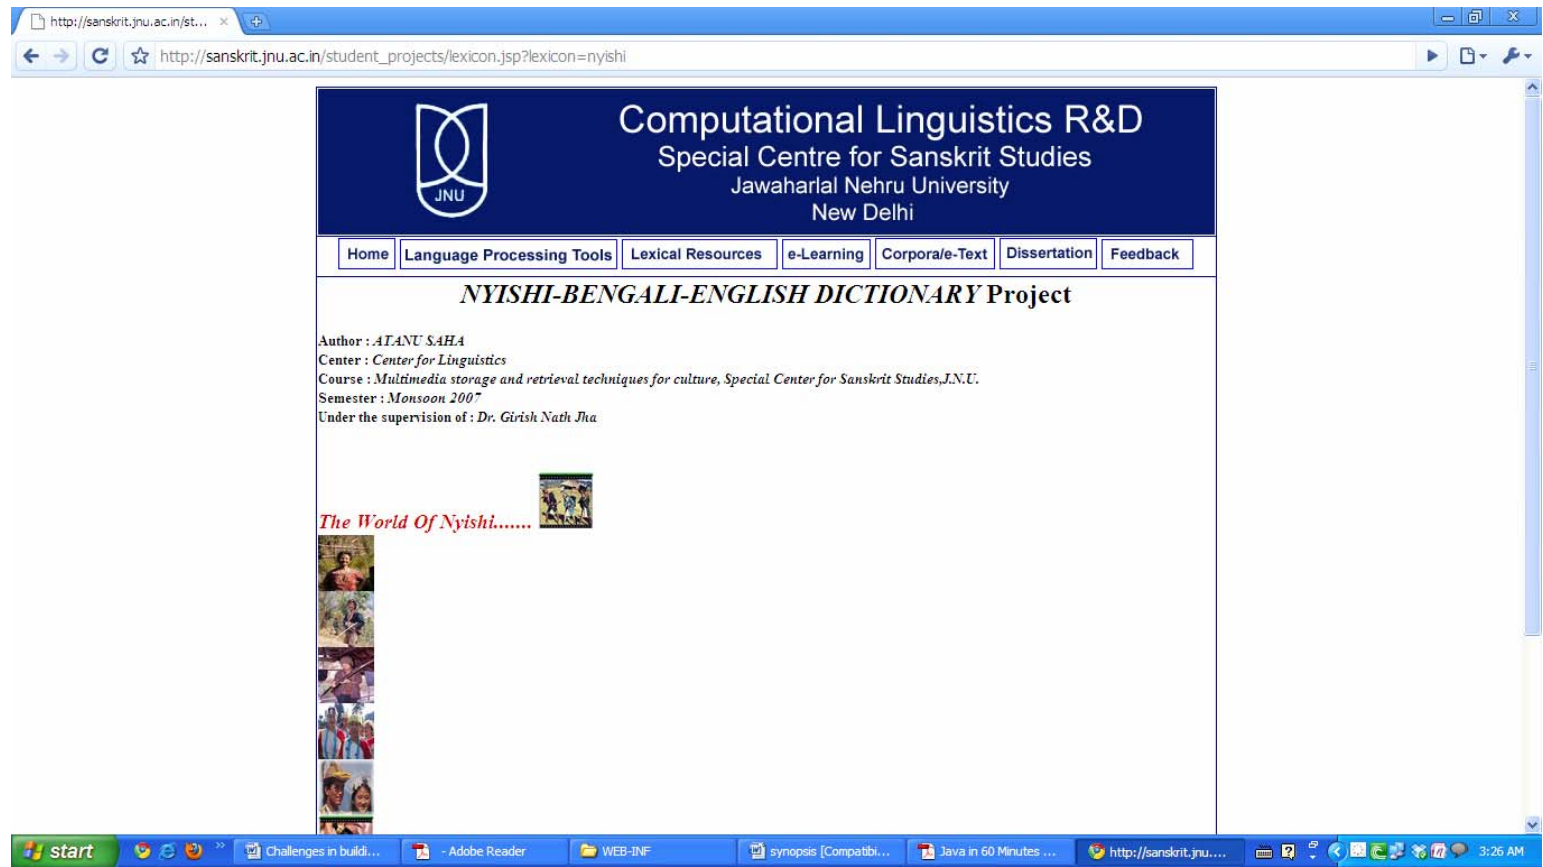 http://sanskrit.jnu.ac.in/st...
http://sanskrit.jnu.ac.in/student_projects/lexicon.jsp?lexicon=nyishi
JNU
Computational Linguistics R&D
Special Centre for Sanskrit Studies
Jawaharlal Nehru University
New Delhi
Home Language Processing Tools Lexical Resources e-Learning Corpora/e-Text Dissertation Feedback
NYISHI-BENGALI-ENGLISH DICTIONARY Project
Author : ATANU SAHA
Center : Center for Linguistics
Course : Multimedia storage and retrieval techniques for culture, Special Center for Sanskrit Studies,J.N.U.
Semester : Monsoon 2007
Under the supervision of : Dr. Girish Nath Jha
The World Of Nyishi.......
start Challenges in buildi... - Adobe Reader WEB-INF synopsis [Compatibi... Java in 60 Minutes ... http://sanskrit.jnu.... 3:26 AM